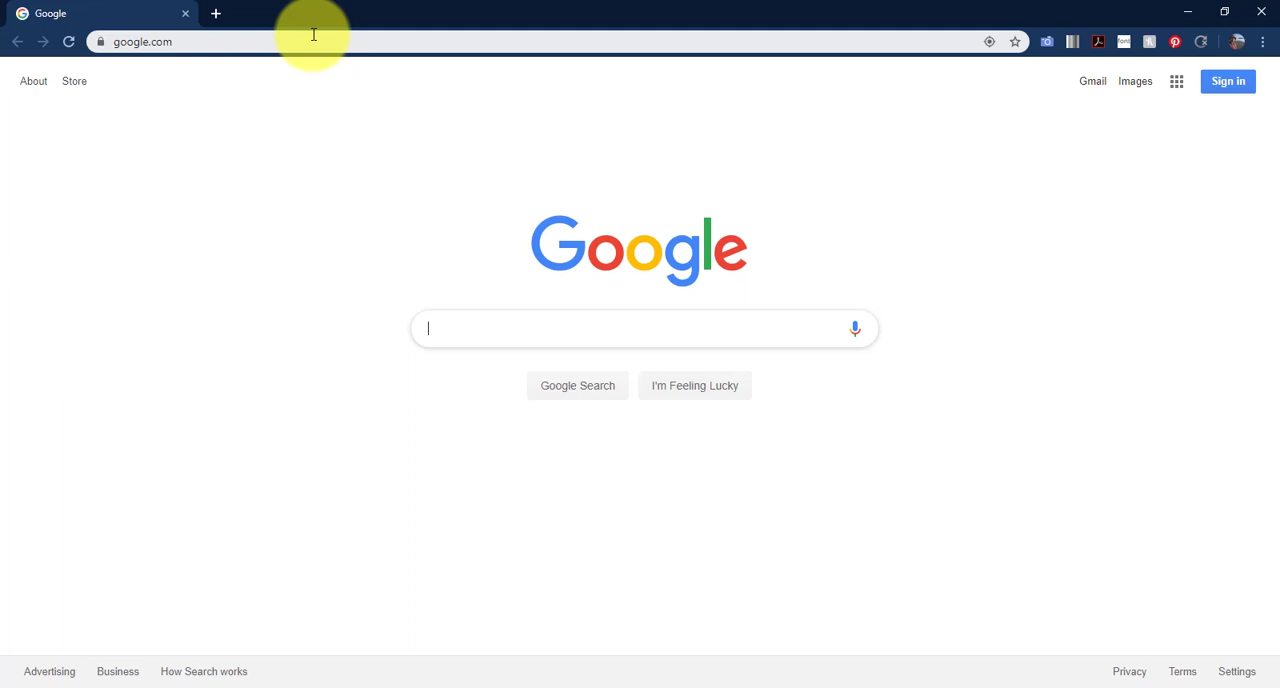 Google
google.com
About Store
Gmail Images Sign in
Google
Google Search I'm Feeling Lucky
Advertising Business How Search works
Privacy Terms Settings